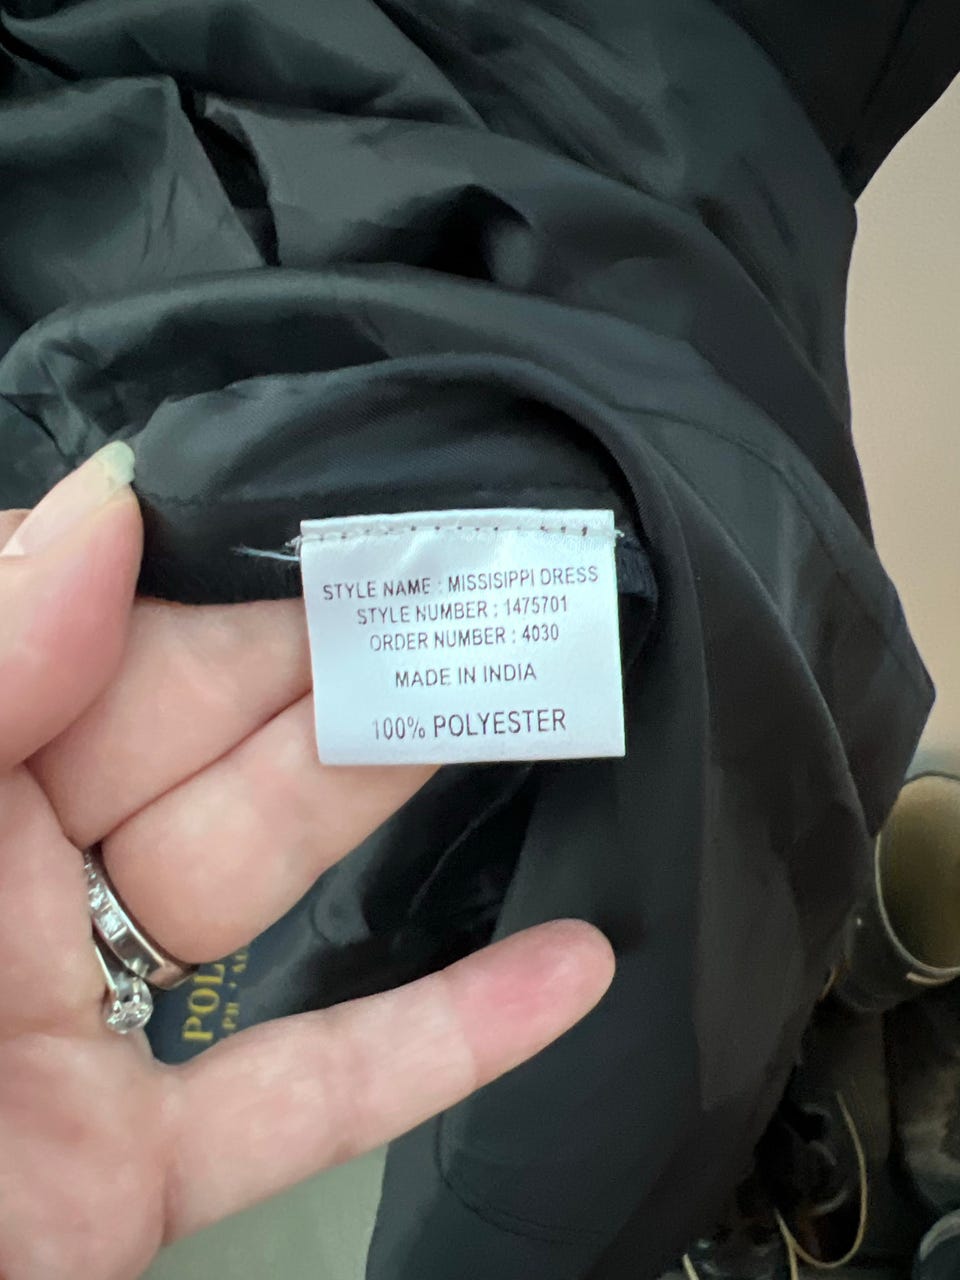 STYLE NAME : MISSISIPPI DRESS
STYLE NUMBER : 1475701
ORDER NUMBER : 4030
MADE IN INDIA
100% POLYESTER